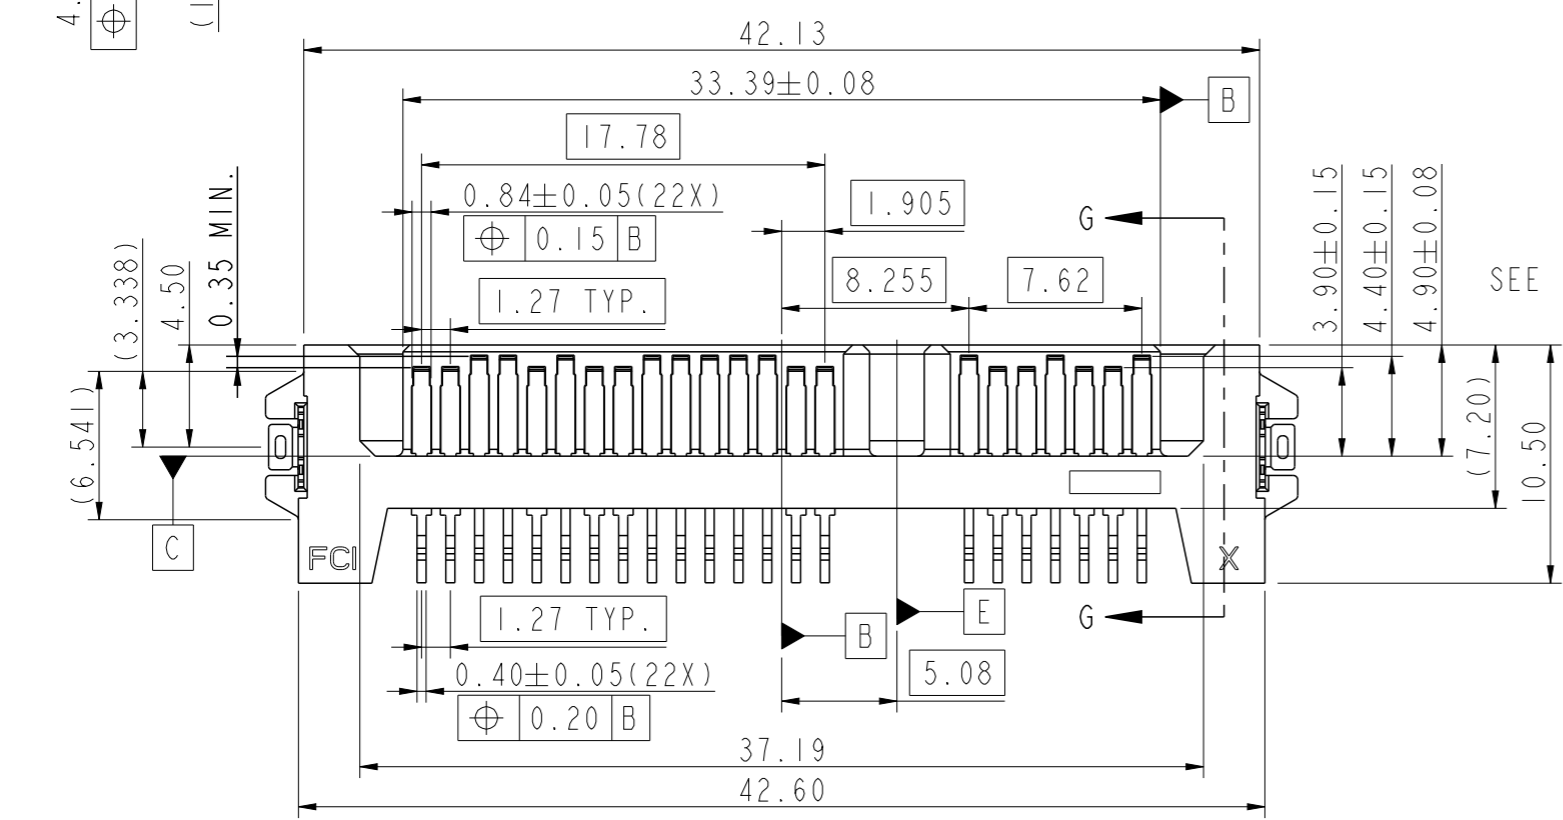 4.
(1
42.13
33.39±0.08
B
17.78
0.84±0.05(22X)
1.905
0.15 B
G
1.27 TYP.
8.255
7.62
SEE
0.35 MIN.
4.50
(3.338)
(6.541)
3.90±0.15
4.40±0.15
4.90±0.08
(7.20)
10.50
C
FCI
X
1.27 TYP.
B
E
G
0.40±0.05(22X)
5.08
0.20 B
37.19
42.60